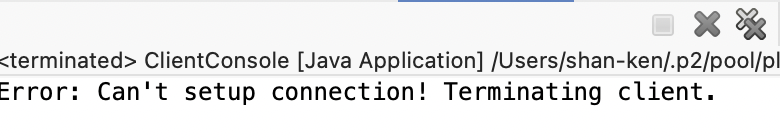 <terminated> ClientConsole [Java Application] /Users/shan-ken/.p2/pool/pl
Error: Can't setup connection! Terminating client.